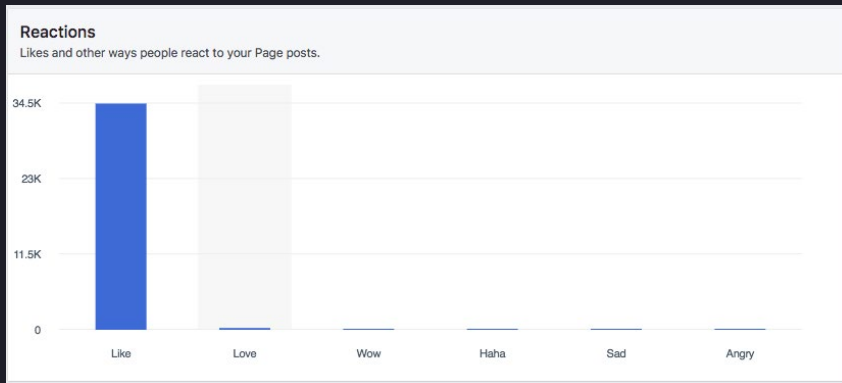 Reactions
Likes and other ways people react to your Page posts.
34.5K
23K
11.5K
0
Like Love Wow Haha Sad Angry